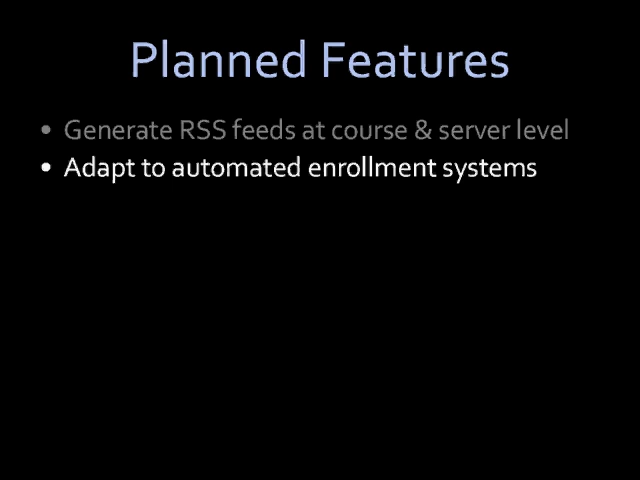 Planned Features
• Generate RSS feeds at course & server level
• Adapt to automated enrollment systems